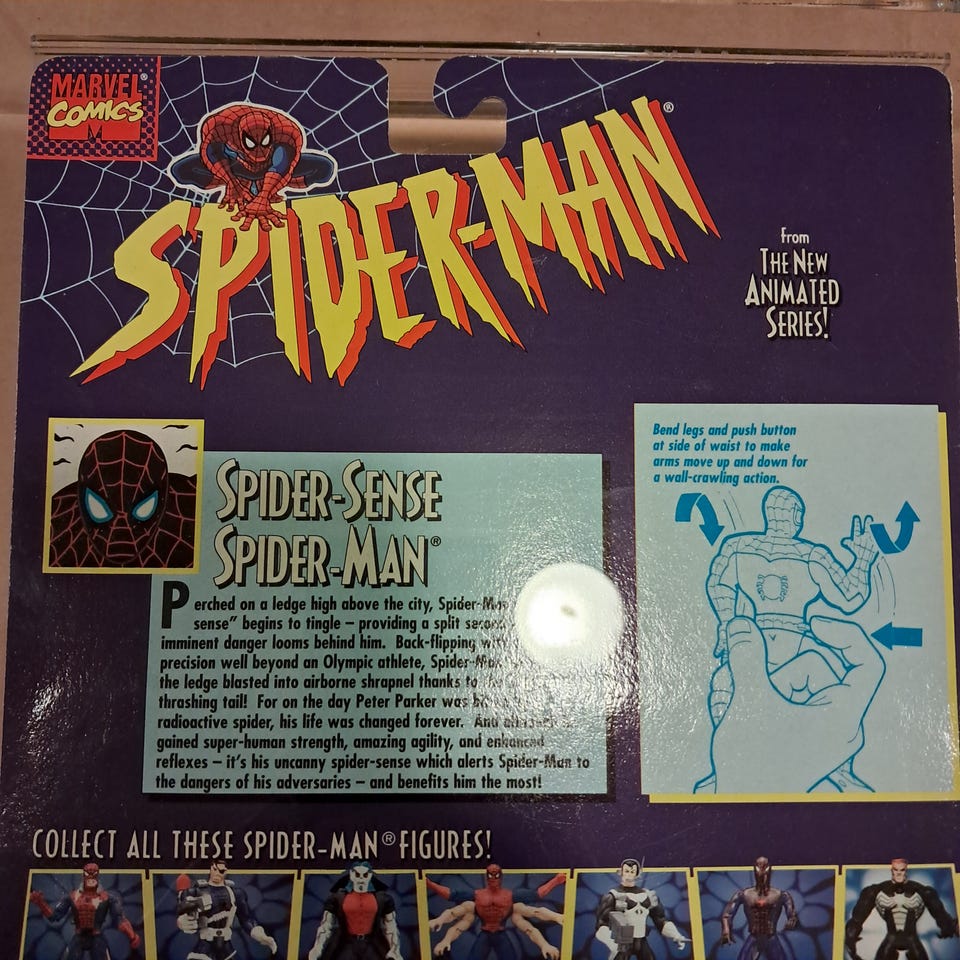 MARVEL®
COMICS
SPIDER-MAN®
from
THE NEW
ANIMATED
SERIES!
SPIDER-SENSE
SPIDER-MAN®
Perched on a ledge high above the city, Spider-Man
sense" begins to tingle – providing a split second
imminent danger looms behind him. Back-flipping with
precision well beyond an Olympic athlete, Spider-Man
the ledge blasted into airborne shrapnel thanks to
thrashing tail! For on the day Peter Parker was
radioactive spider, his life was changed forever. And
gained super-human strength, amazing agility, and enhanced
reflexes – it's his uncanny spider-sense which alerts Spider-Man to
the dangers of his adversaries – and benefits him the most!
Bend legs and push button
at side of waist to make
arms move up and down for
a wall-crawling action.
COLLECT ALL THESE SPIDER-MAN® FIGURES!